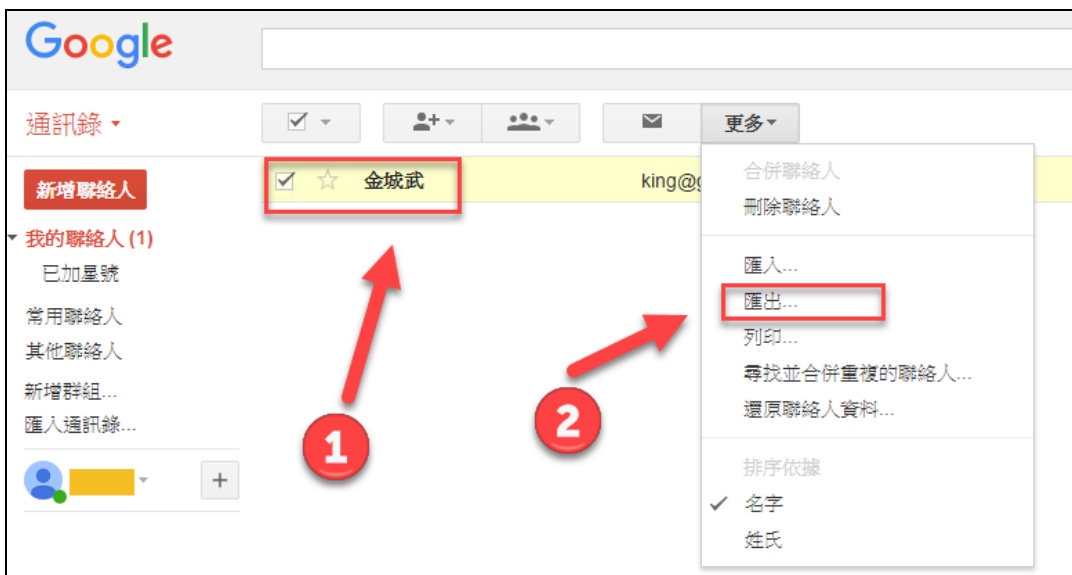 Google
通訊錄
更多
新增聯絡人
金城武
king@g
我的聯絡人 (1)
已加星號
常用聯絡人
其他聯絡人
新增群組...
匯入通訊錄...
合併聯絡人
刪除聯絡人
匯入...
匯出...
列印...
尋找並合併重複的聯絡人...
還原聯絡人資料...
排序依據
名字
姓氏
1
2